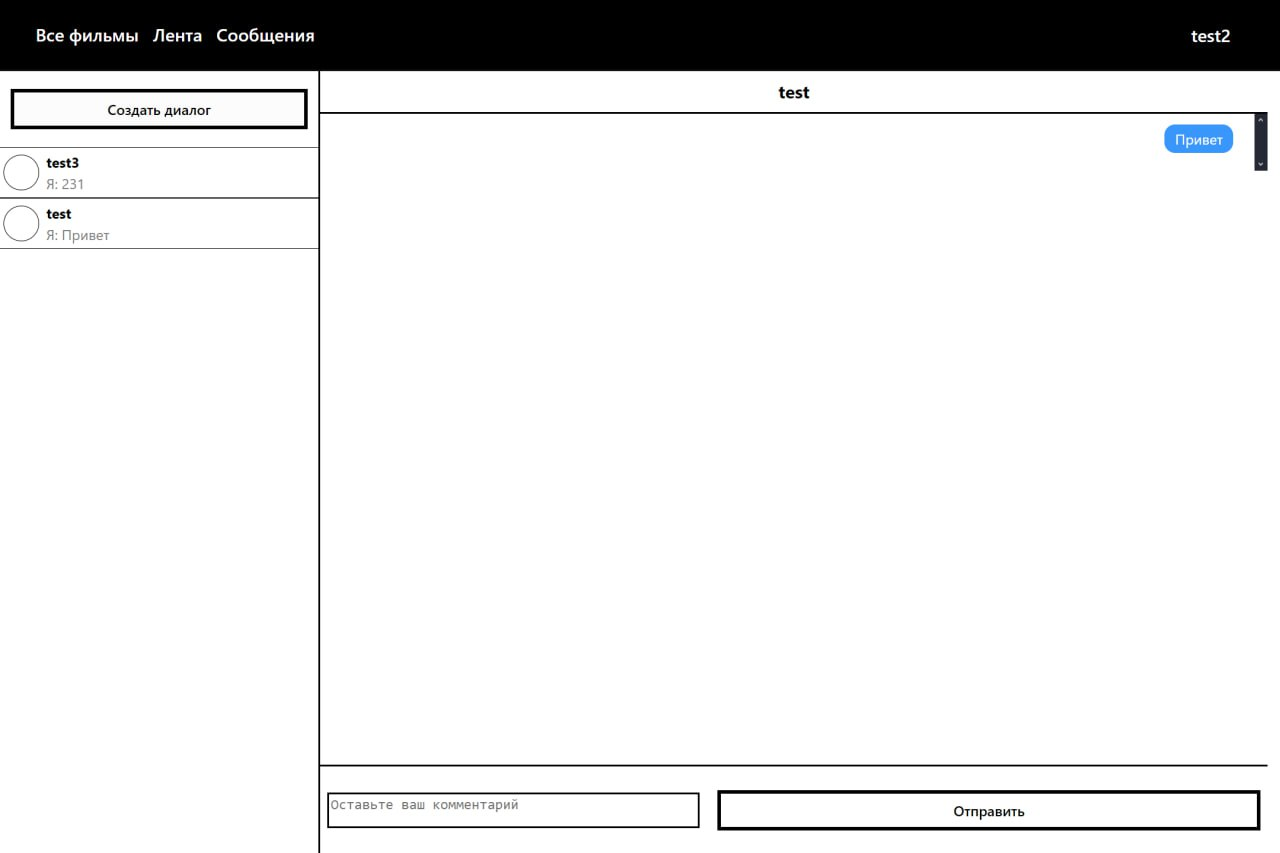 Все фильмы Лента Сообщения test2
Создать диалог
test3
Я: 231
test
Я: Привет
test
Привет
Оставьте ваш комментарий
Отправить